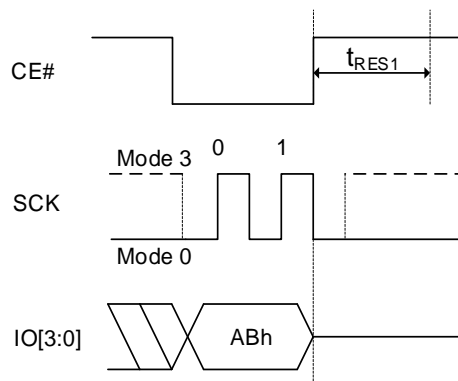 CE#
tRES1
Mode 3
0
1
SCK
Mode 0
IO[3:0]
ABh